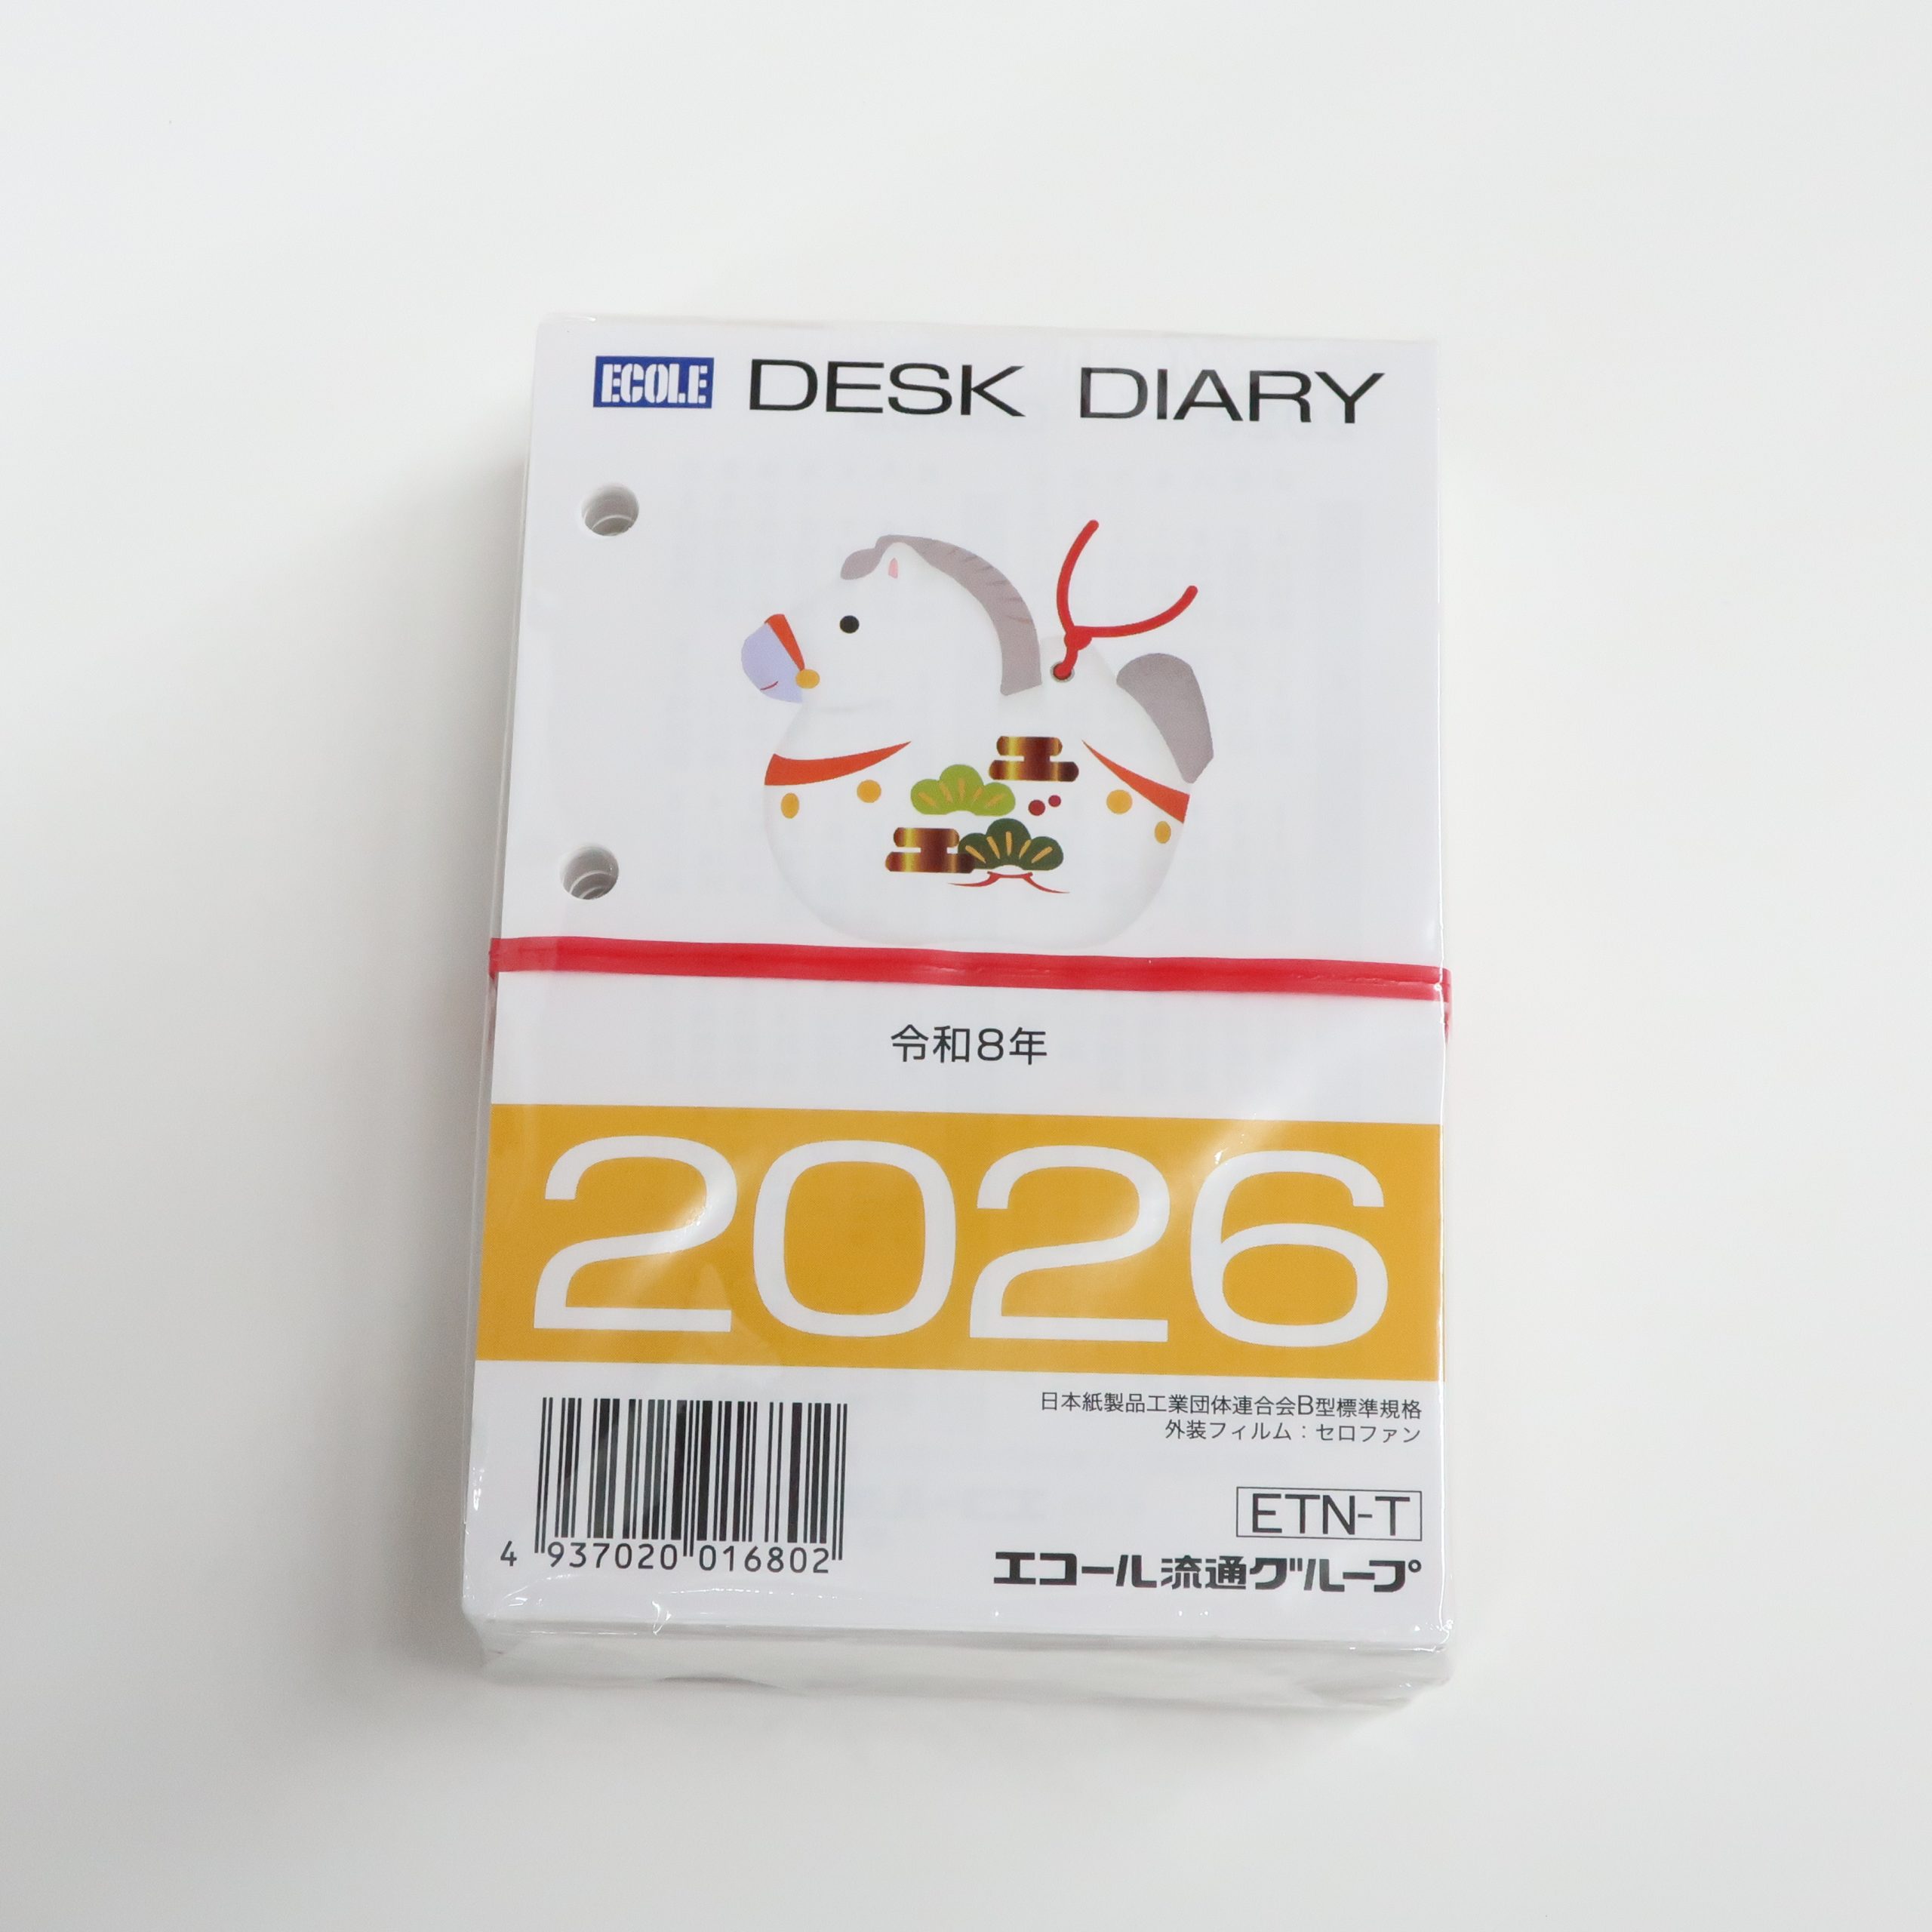 ECOLE DESK DIARY
令和8年
2026
日本紙製品工業団体連合会B型標準規格
外装フィルム:セロファン
ETN-T
エコール流通グループ
4 937020 016802